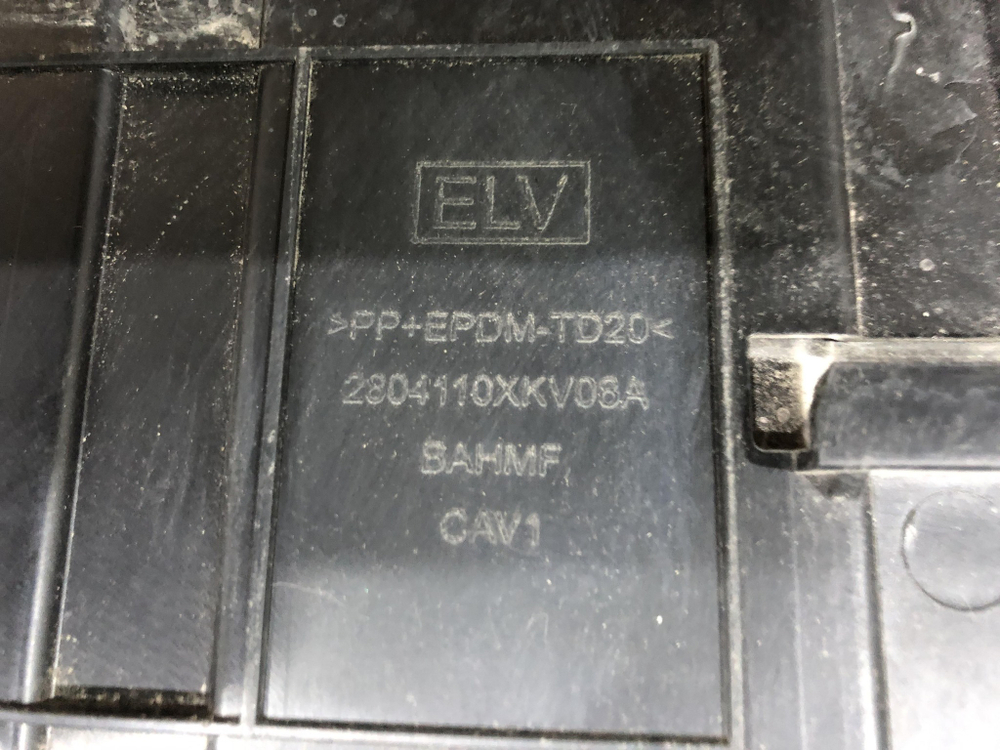 ELV
>PP+EPDM-TD20<
2804110XKV08A
BAHMF
CAV1